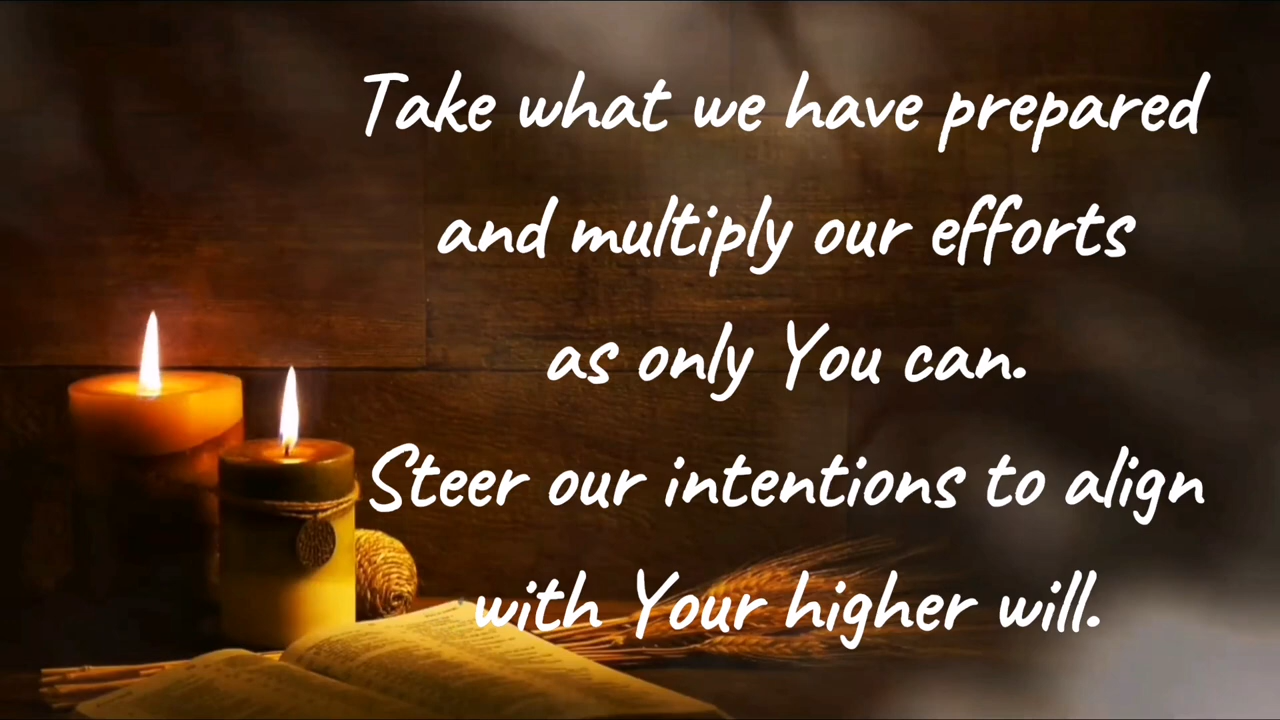 Take what we have prepared
and multiply our efforts
as only You can.
Steer our intentions to align
with Your higher will.